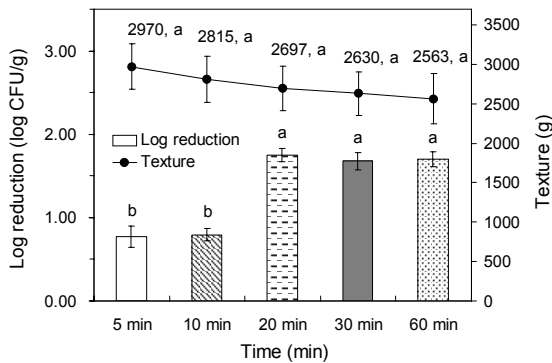 2970, a 2815, a 2697, a 2630, a 2563, a
Log reduction
Texture
b b a a a
Log reduction (log CFU/g)
3.00
2.00
1.00
0.00
Texture (g)
3500
3000
2500
2000
1500
1000
500
0
5 min 10 min 20 min 30 min 60 min
Time (min)